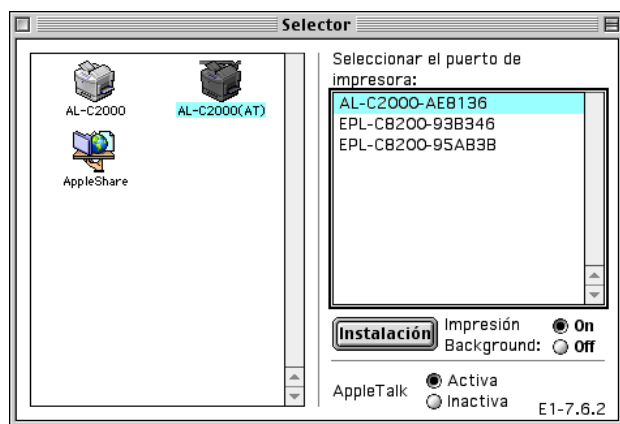 Selector
AL-C2000
AL-C2000(AT)
AppleShare
Seleccionar el puerto de
impresora:
AL-C2000-AE8136
EPL-C8200-93B346
EPL-C8200-95AB3B
Instalación
Impresión
Background:
On
Off
AppleTalk
Activa
Inactiva
E1-7.6.2